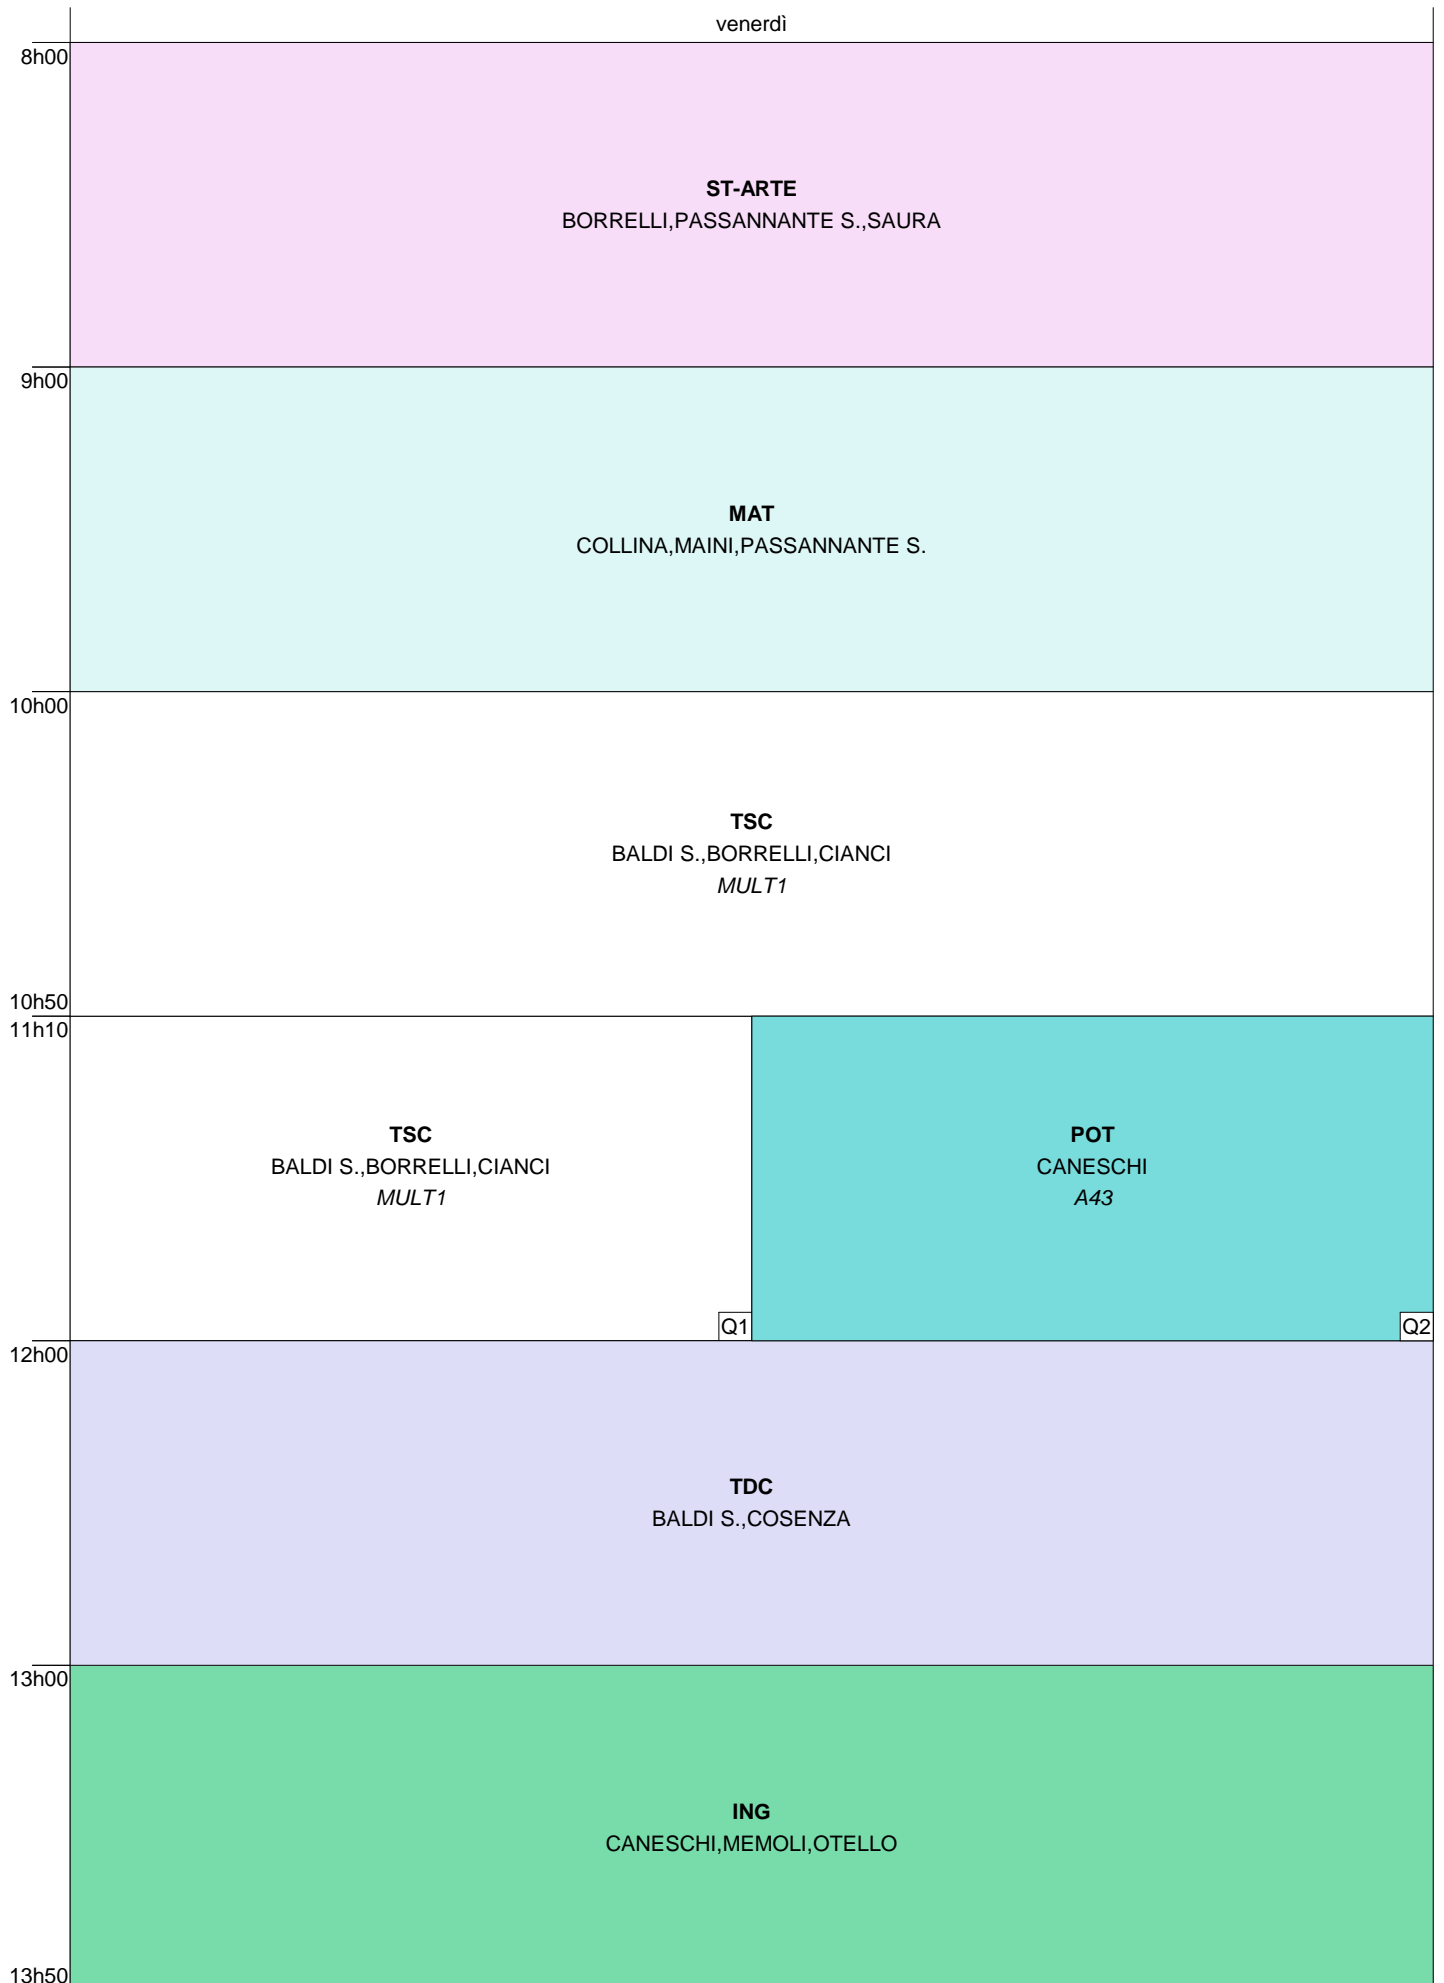 venerdì
8h00
ST-ARTE
BORRELLI,PASSANNANTE S.,SAURA
9h00
MAT
COLLINA,MAINI,PASSANNANTE S.
10h00
TSC
BALDI S.,BORRELLI,CIANCI
MULT1
10h50
11h10
TSC
BALDI S.,BORRELLI,CIANCI
MULT1
Q1
POT
CANESCHI
A43
Q2
12h00
TDC
BALDI S.,COSENZA
13h00
ING
CANESCHI,MEMOLI,OTELLO
13h50